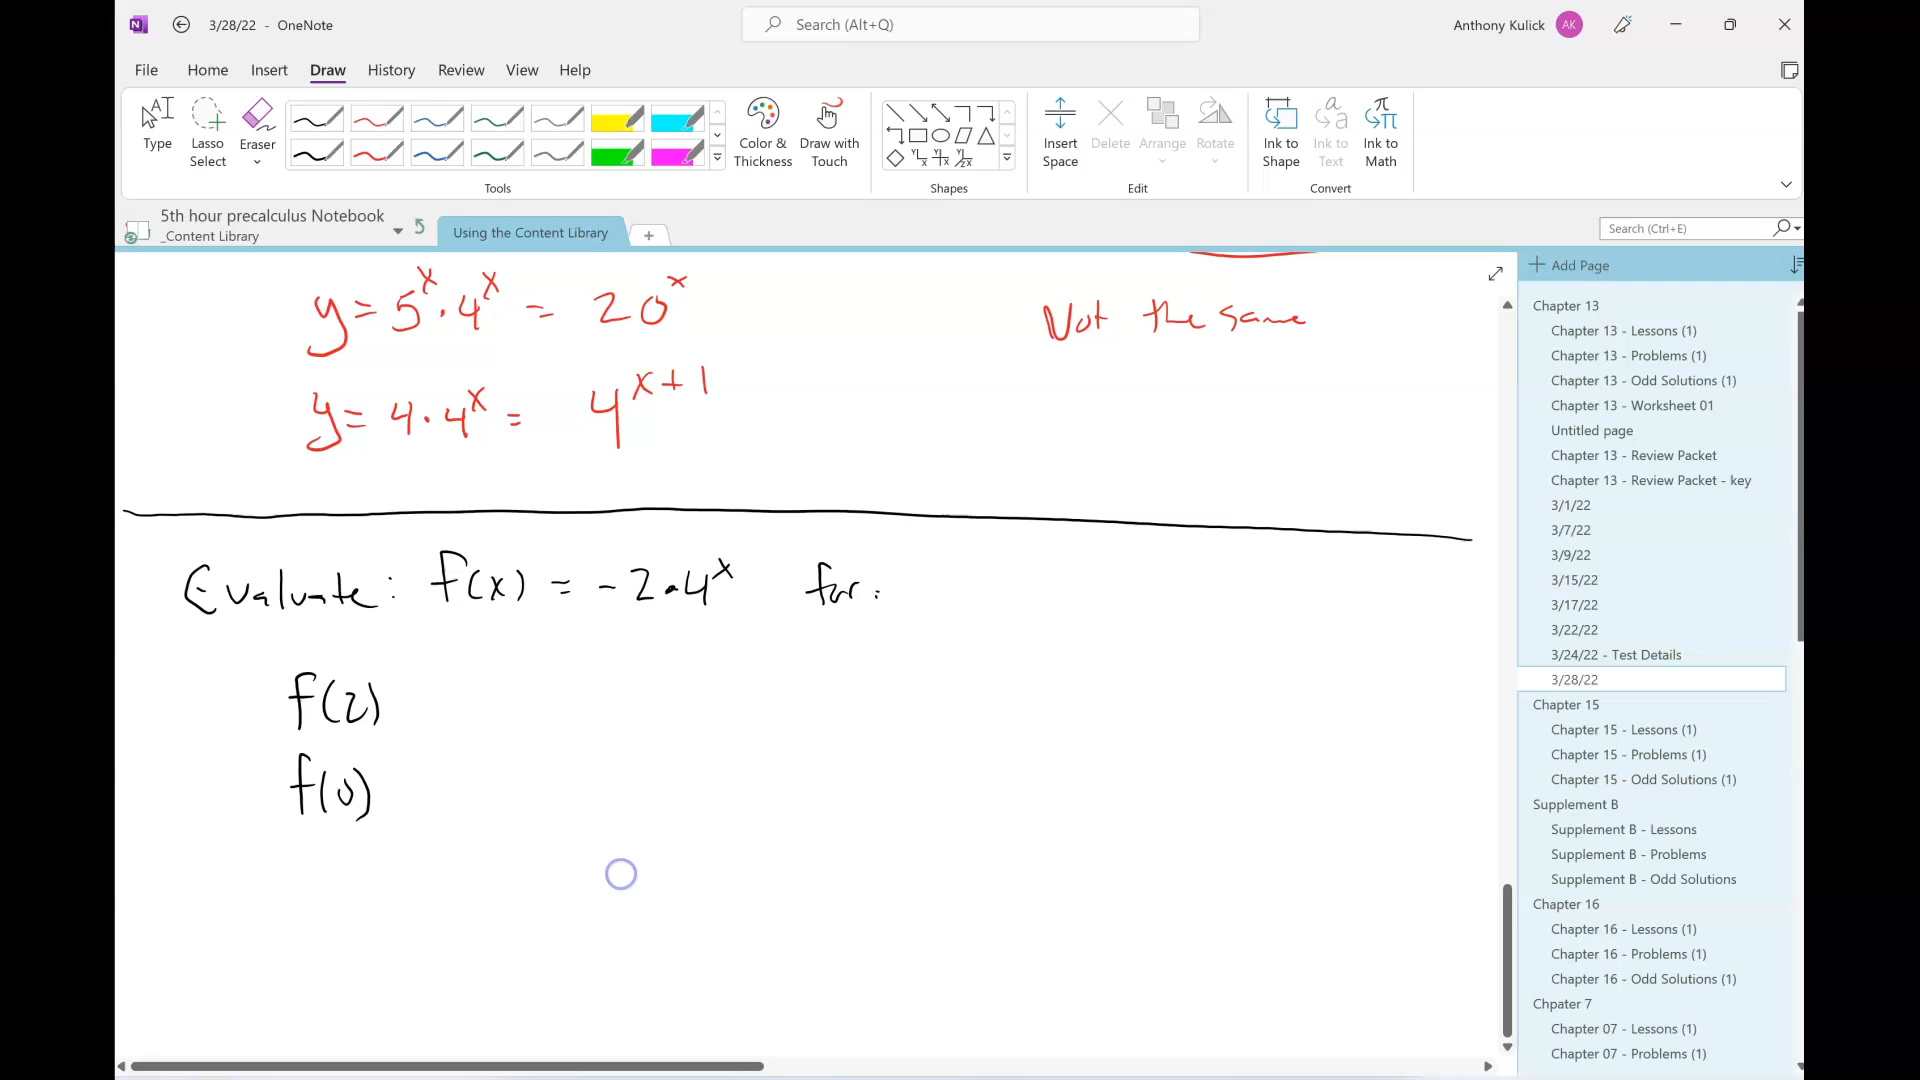 3/28/22 - OneNote
Search (Alt+Q)
Anthony Kulick AK
File Home Insert Draw History Review View Help
Type
Lasso Select
Eraser
Color & Thickness
Draw with Touch
Insert Space
Delete
Arrange
Rotate
Ink to Shape
Ink to Text
Ink to Math
Tools Shapes Edit Convert
5th hour precalculus Notebook
_Content Library
Using the Content Library
Search (Ctrl+E)
y = 5^x · 4^x = 20^x
Not the same
y = 4 · 4^x = 4^{x+1}
Evaluate: f(x) = -2·4^x for:
f(2)
f(0)
Add Page
Chapter 13
Chapter 13 - Lessons (1)
Chapter 13 - Problems (1)
Chapter 13 - Odd Solutions (1)
Chapter 13 - Worksheet 01
Untitled page
Chapter 13 - Review Packet
Chapter 13 - Review Packet - key
3/1/22
3/7/22
3/9/22
3/15/22
3/17/22
3/22/22
3/24/22 - Test Details
3/28/22
Chapter 15
Chapter 15 - Lessons (1)
Chapter 15 - Problems (1)
Chapter 15 - Odd Solutions (1)
Supplement B
Supplement B - Lessons
Supplement B - Problems
Supplement B - Odd Solutions
Chapter 16
Chapter 16 - Lessons (1)
Chapter 16 - Problems (1)
Chapter 16 - Odd Solutions (1)
Chpater 7
Chapter 07 - Lessons (1)
Chapter 07 - Problems (1)